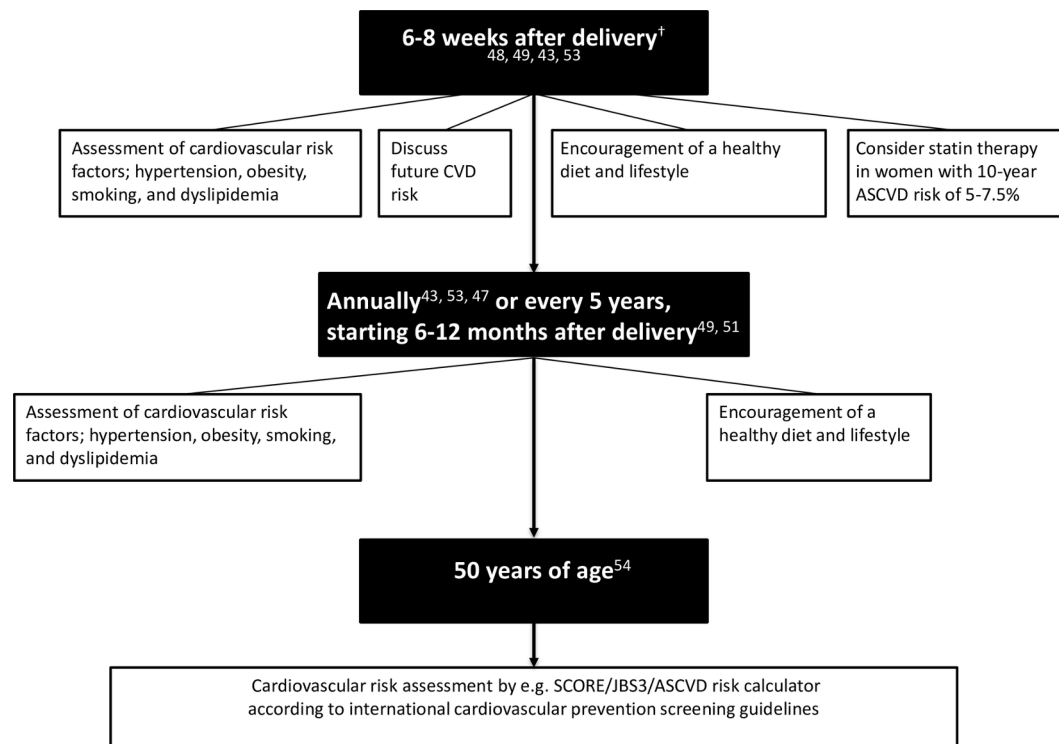 6-8 weeks after delivery†
48, 49, 43, 53
Assessment of cardiovascular risk
factors; hypertension, obesity,
smoking, and dyslipidemia
Discuss
future CVD
risk
Encouragement of a healthy
diet and lifestyle
Consider statin therapy
in women with 10-year
ASCVD risk of 5-7.5%
Annually43, 53, 47 or every 5 years,
starting 6-12 months after delivery49, 51
Assessment of cardiovascular risk
factors; hypertension, obesity, smoking,
and dyslipidemia
Encouragement of a
healthy diet and lifestyle
50 years of age54
Cardiovascular risk assessment by e.g. SCORE/JBS3/ASCVD risk calculator
according to international cardiovascular prevention screening guidelines